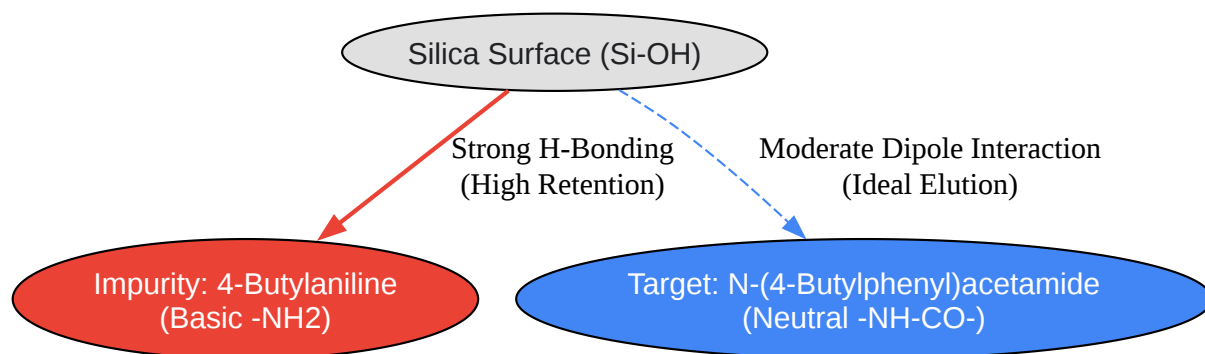 Silica Surface (Si-OH)
Strong H-Bonding
(High Retention)
Moderate Dipole Interaction
(Ideal Elution)
Impurity: 4-Butylaniline
(Basic -NH2)
Target: N-(4-Butylphenyl)acetamide
(Neutral -NH-CO-)